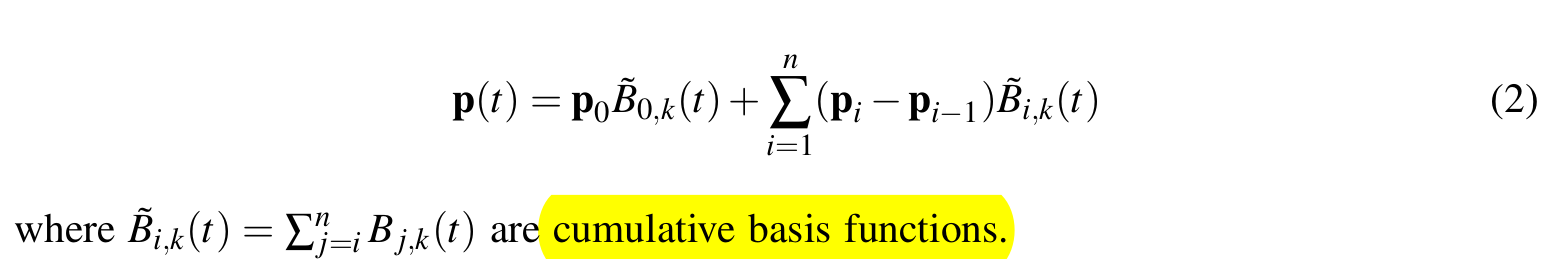 $\mathbf{p}(t) = \mathbf{p}_0 \tilde{B}_{0,k}(t) + \sum_{i=1}^{n} (\mathbf{p}_i - \mathbf{p}_{i-1}) \tilde{B}_{i,k}(t)$ (2)
where $\tilde{B}_{i,k}(t) = \sum_{j=i}^{n} B_{j,k}(t)$ are cumulative basis functions.